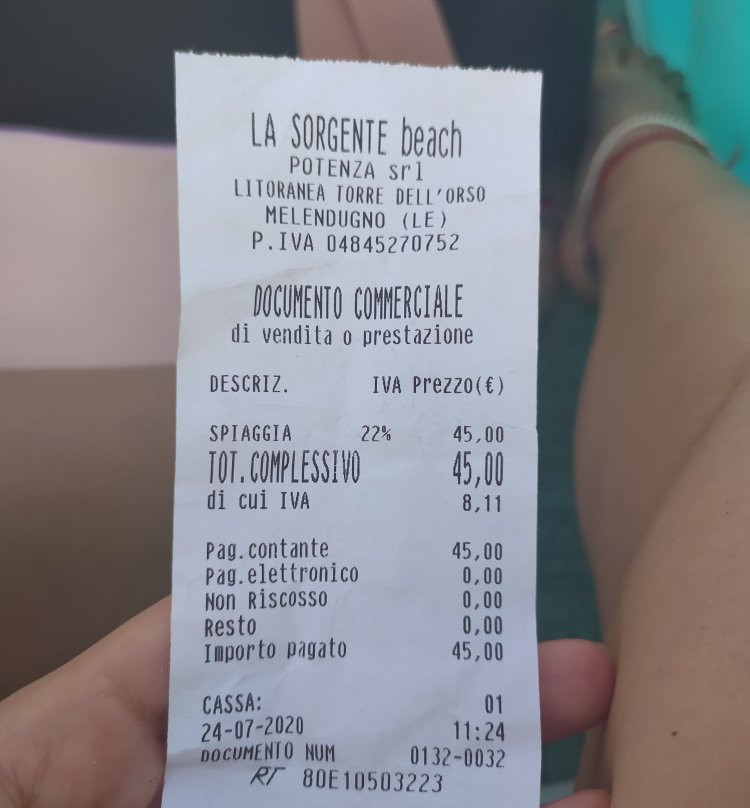 LA SORGENTE beach
POTENZA srl
LITORANEA TORRE DELL'ORSO
MELENDUGNO (LE)
P.IVA 04845270752
DOCUMENTO COMMERCIALE
di vendita o prestazione
DESCRIZ. IVA Prezzo(€)
SPIAGGIA 22% 45,00
TOT.COMPLESSIVO 45,00
di cui IVA 8,11
Pag.contante 45,00
Pag.elettronico 0,00
Non Riscosso 0,00
Resto 0,00
Importo pagato 45,00
CASSA: 01
24-07-2020 11:24
DOCUMENTO NUM 0132-0032
RT 80E10503223